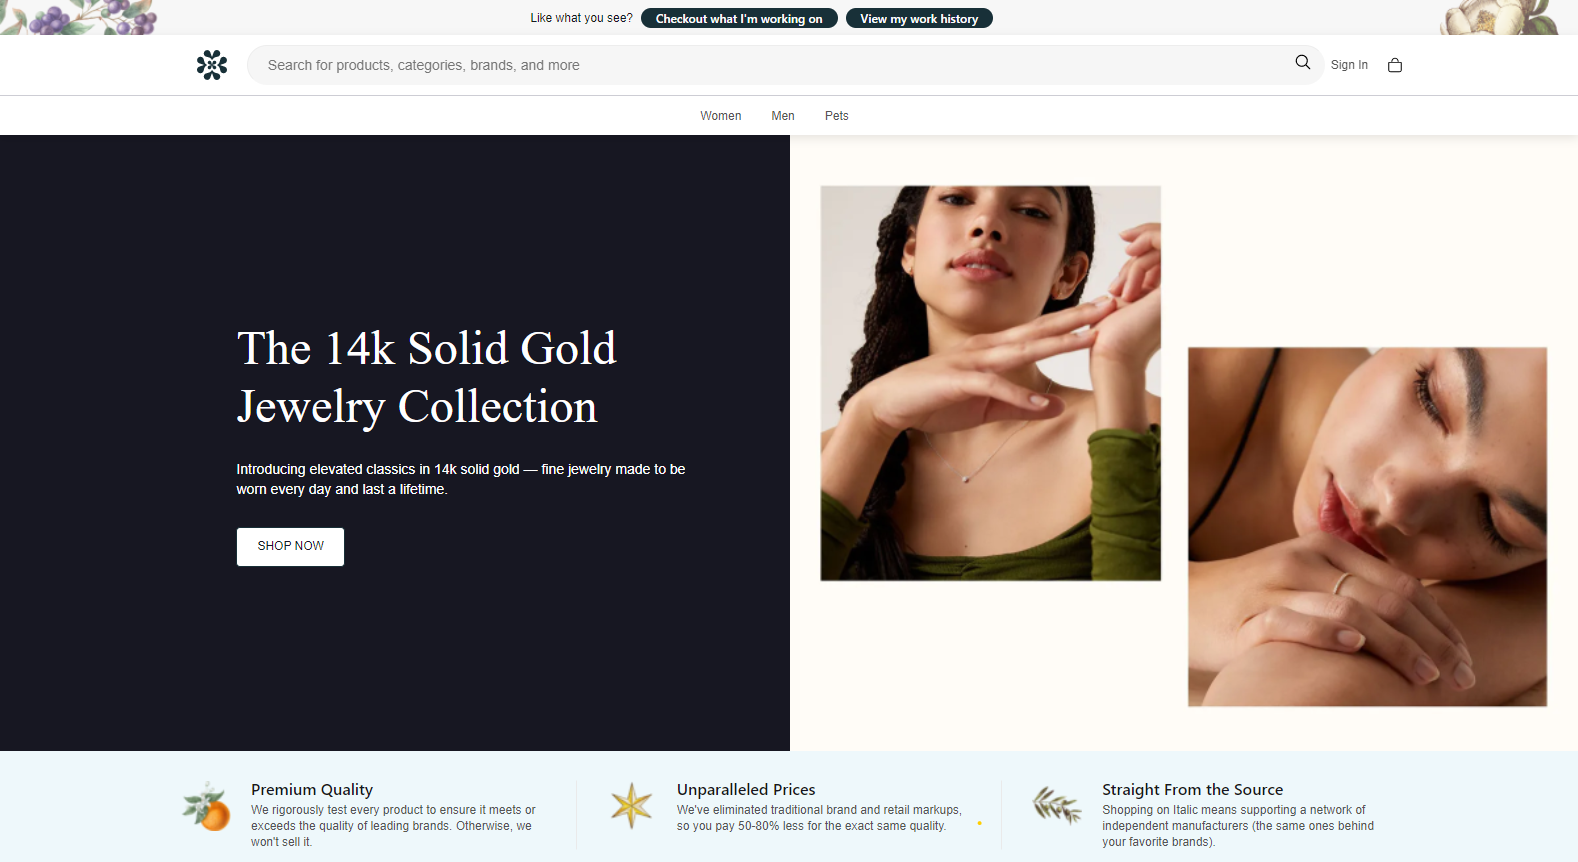 Like what you see? Checkout what I'm working on View my work history
Search for products, categories, brands, and more
Sign In
Women Men Pets
The 14k Solid Gold
Jewelry Collection
Introducing elevated classics in 14k solid gold — fine jewelry made to be
worn every day and last a lifetime.
SHOP NOW
Premium Quality
We rigorously test every product to ensure it meets or
exceeds the quality of leading brands. Otherwise, we
won't sell it.
Unparalleled Prices
We've eliminated traditional brand and retail markups,
so you pay 50-80% less for the exact same quality.
Straight From the Source
Shopping on Italic means supporting a network of
independent manufacturers (the same ones behind
your favorite brands).